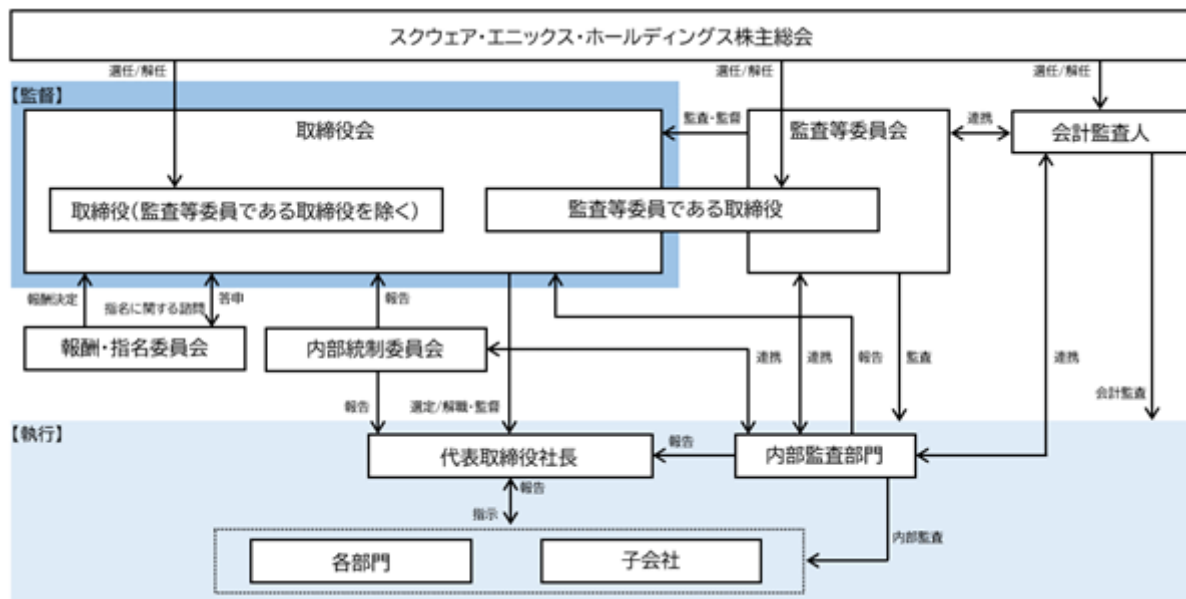 スクウェア・エニックス・ホールディングス株主総会
選任/解任
選任/解任
選任/解任
【監督】
取締役会
監査・監督
監査等委員会
連携
会計監査人
取締役(監査等委員である取締役を除く)
監査等委員である取締役
報酬決定
指名に関する諮問
答申
報告
報酬・指名委員会
内部統制委員会
連携
連携
報告
監査
連携
会計監査
報告
選定/解職・監督
【執行】
代表取締役社長
報告
内部監査部門
報告
指示
内部監査
各部門
子会社